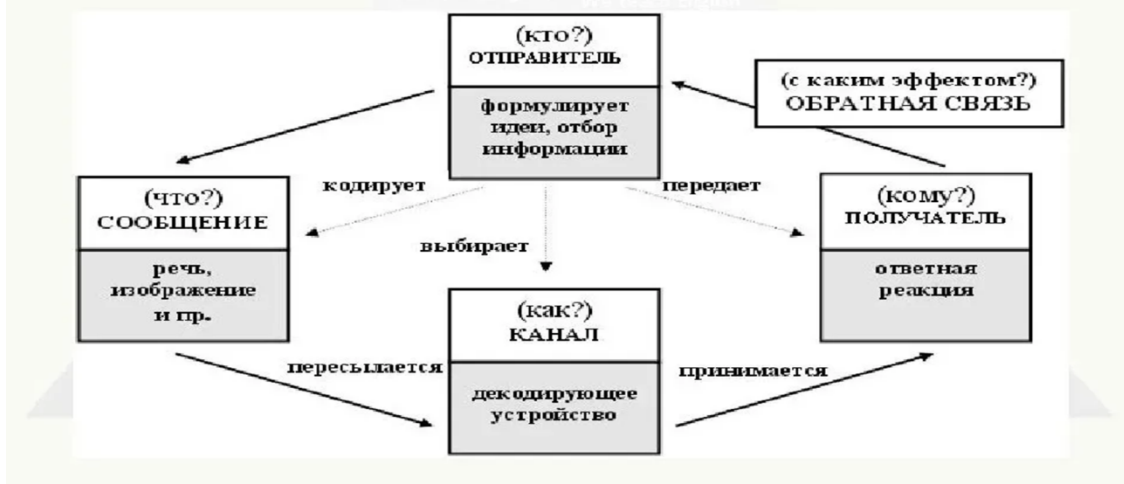 (кто?)
ОТПРАВИТЕЛЬ
формулирует
идеи, отбор
информации
(с каким эффектом?)
ОБРАТНАЯ СВЯЗЬ
кодирует
передает
выбирает
(что?)
СООБЩЕНИЕ
речь,
изображение
и пр.
(кому?)
ПОЛУЧАТЕЛЬ
ответная
реакция
(как?)
КАНАЛ
декодирующее
устройство
пересылается
принимается